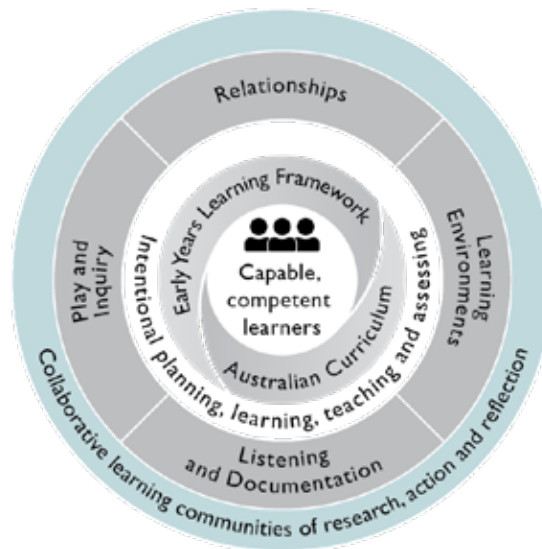 Relationships
Play and
Inquiry
Learning
Environments
Early Years Learning Framework
Capable,
competent
learners
Australian Curriculum
Intentional planning, learning, teaching and assessing
Listening
and Documentation
Collaborative learning communities of research, action and reflection